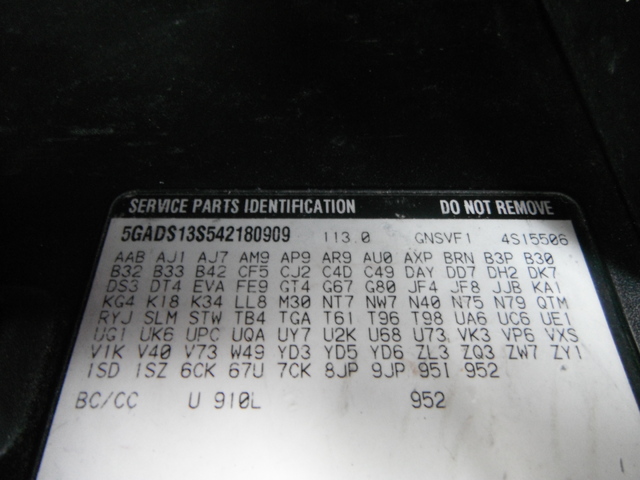 SERVICE PARTS IDENTIFICATION DO NOT REMOVE
5GADS13S542180909 113.0 GNSVF1 4S15506
AAB AJ1 AJ7 AM9 AP9 AR9 AU0 AXP BRN B3P B30
B32 B33 B42 CF5 CJ2 C4D C49 DAY DD7 DH2 DK7
DS3 DT4 EVA FE9 GT4 G67 G80 JF4 JF8 JJB KA1
KG4 K18 K34 LL8 M30 NT7 NW7 N40 N75 N79 QTM
RYJ SLM STW TB4 TGA T61 T96 T98 UA6 UC6 UE1
UG1 UK6 UPC UQA UY7 U2K U68 U73 VK3 VP6 VXS
V1K V40 V73 W49 YD3 YD5 YD6 ZL3 ZQ3 ZW7 ZY1
1SD 1SZ 6CK 67U 7CK 8JP 9JP 951 952
BC/CC U 910L 952